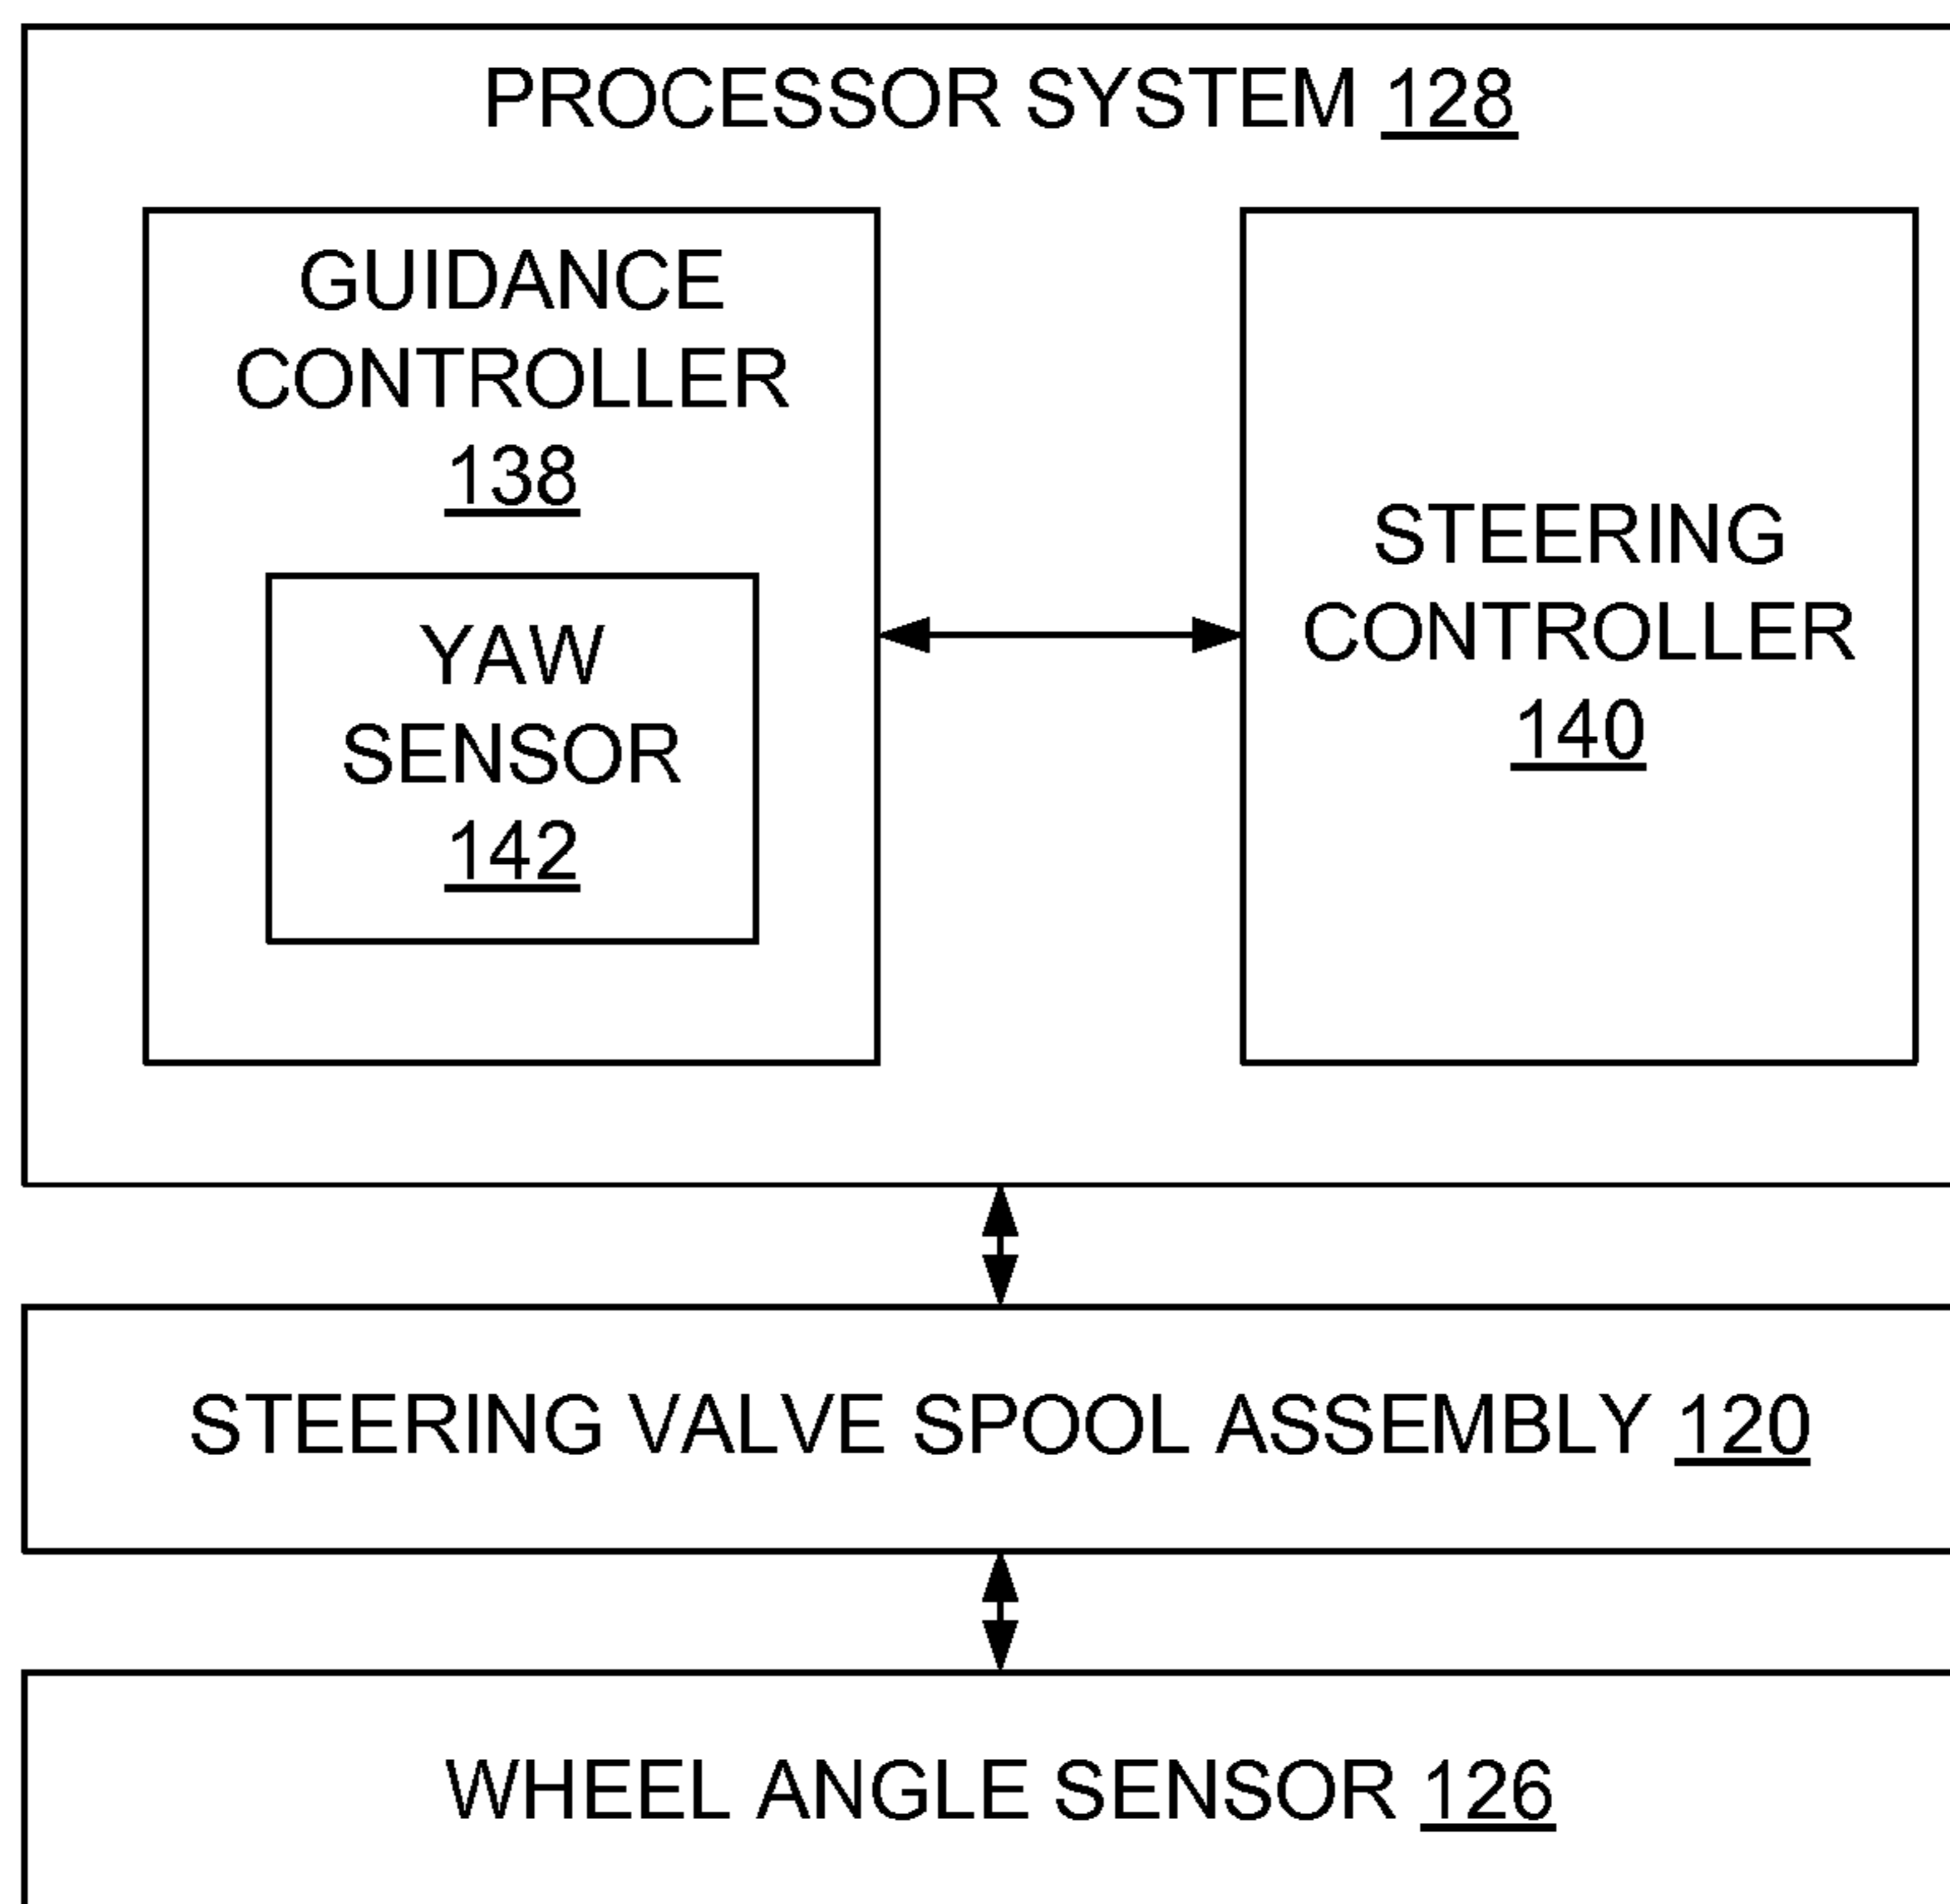 PROCESSOR SYSTEM 128
GUIDANCE
CONTROLLER
138
YAW
SENSOR
142
STEERING
CONTROLLER
140
STEERING VALVE SPOOL ASSEMBLY 120
WHEEL ANGLE SENSOR 126